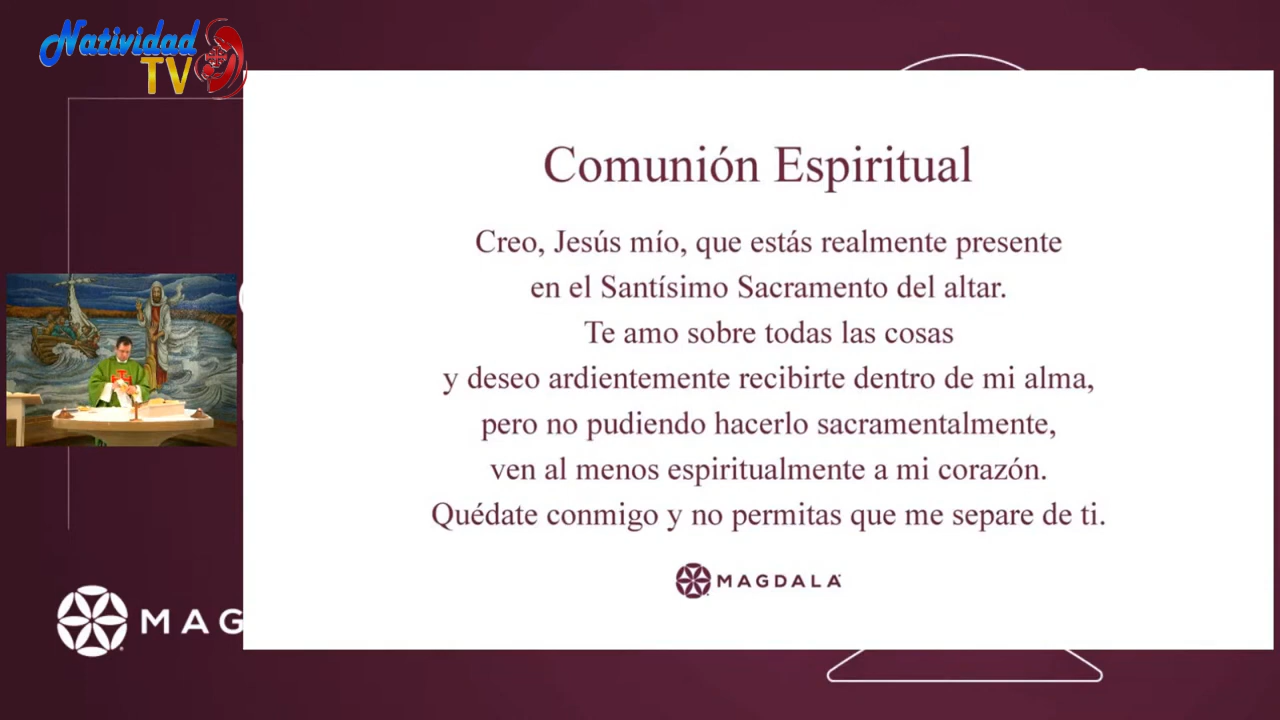 Natividad
TV
Comunión Espiritual
Creo, Jesús mío, que estás realmente presente
en el Santísimo Sacramento del altar.
Te amo sobre todas las cosas
y deseo ardientemente recibirte dentro de mi alma,
pero no pudiendo hacerlo sacramentalmente,
ven al menos espiritualmente a mi corazón.
Quédate conmigo y no permitas que me separe de ti.
MAGDALA
MAG